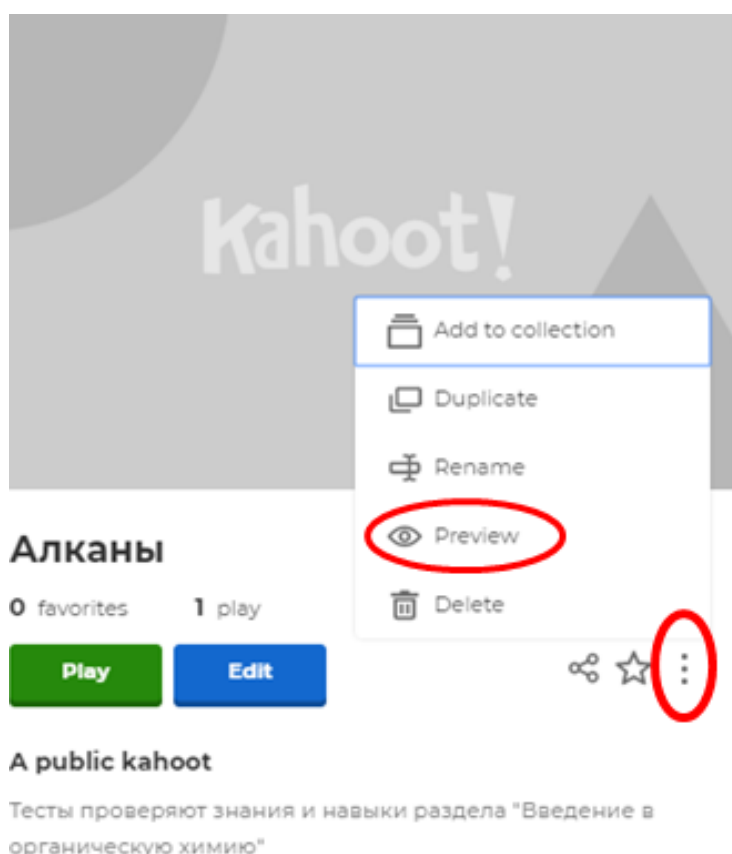 Kahoot!
Add to collection
Duplicate
Rename
Preview
Delete
Алканы
0 favorites 1 play
Play Edit
A public kahoot
Тесты проверяют знания и навыки раздела "Введение в
органическую химию"